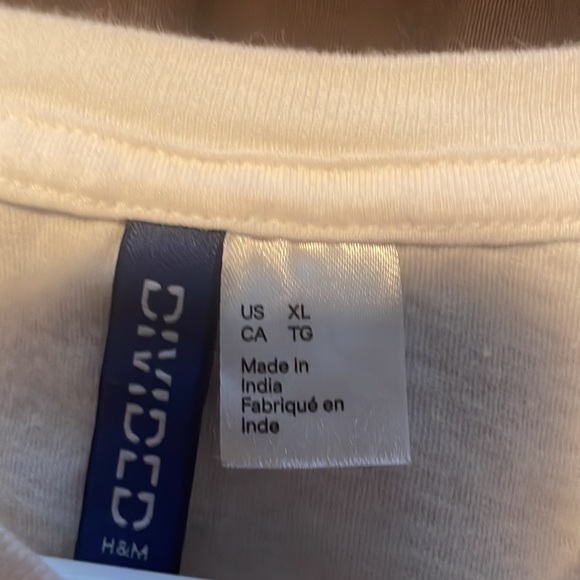 DIVIDED
H&M
US XL
CA TG
Made in
India
Fabriqué en
Inde